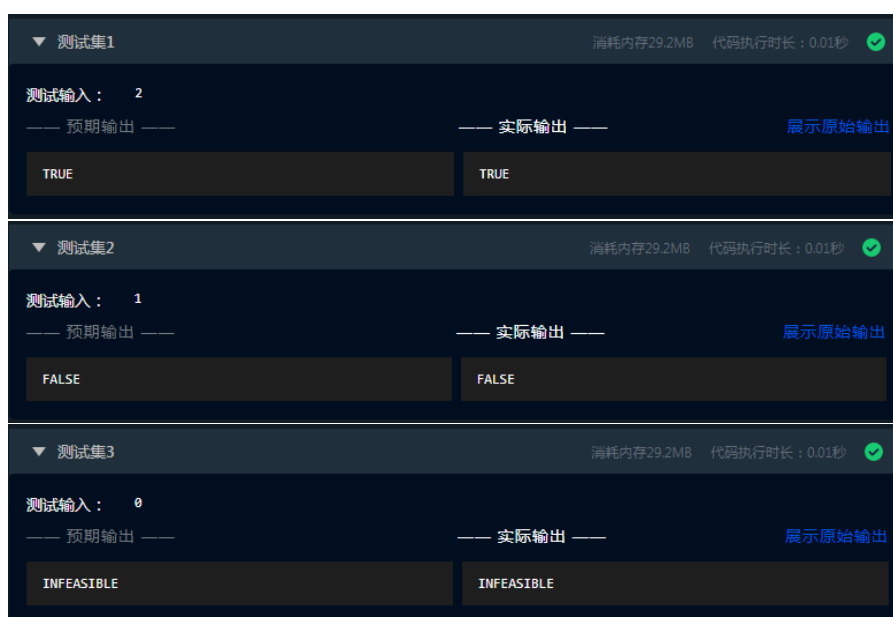 ▼ 测试集1 消耗内存29.2MB 代码执行时长：0.01秒
测试输入： 2
—— 预期输出 —— —— 实际输出 —— 展示原始输出
TRUE TRUE
▼ 测试集2 消耗内存29.2MB 代码执行时长：0.01秒
测试输入： 1
—— 预期输出 —— —— 实际输出 —— 展示原始输出
FALSE FALSE
▼ 测试集3 消耗内存29.2MB 代码执行时长：0.01秒
测试输入： 0
—— 预期输出 —— —— 实际输出 —— 展示原始输出
INFEASIBLE INFEASIBLE